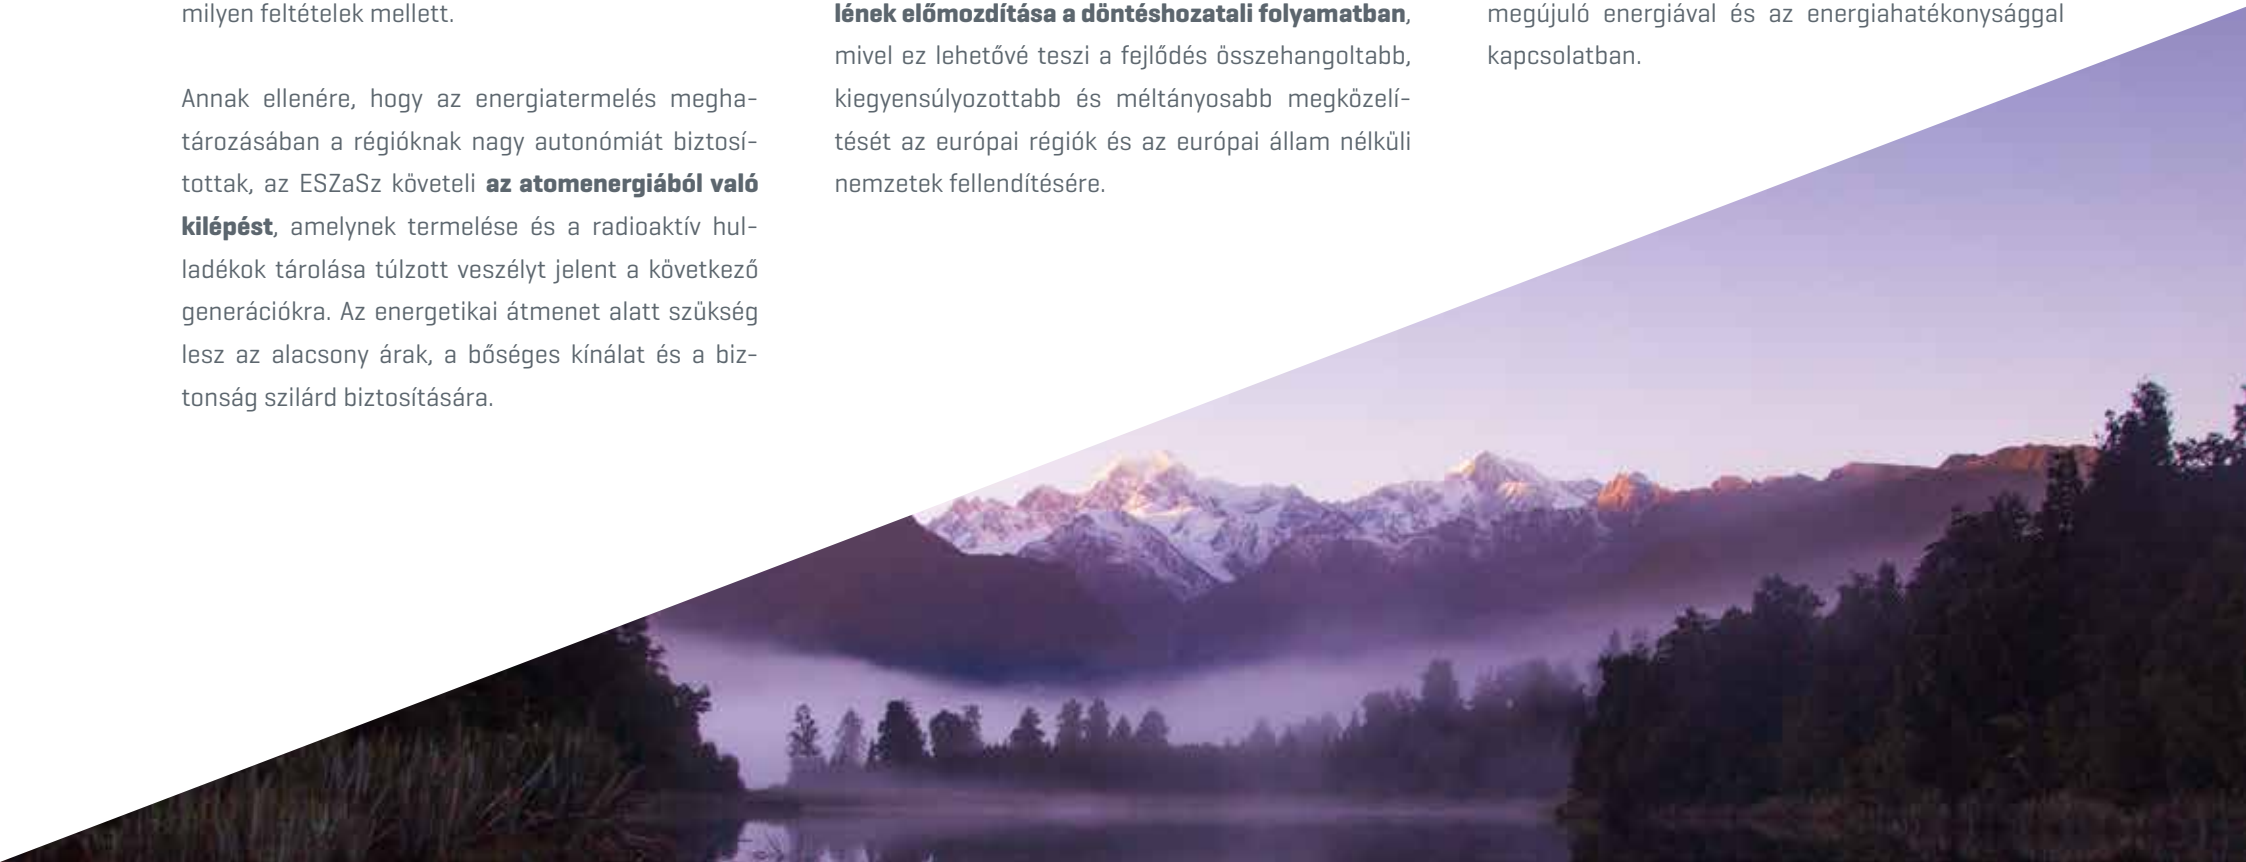 milyen feltételek mellett.
Annak ellenére, hogy az energiatermelés megha-
tározásában a régióknak nagy autonómiát biztosí-
tottak, az ESZaSz követeli az atomenergiából való
kilépést, amelynek termelése és a radioaktív hul-
ladékok tárolása túlzott veszélyt jelent a következő
generációkra. Az energetikai átmenet alatt szükség
lesz az alacsony árak, a bőséges kínálat és a biz-
tonság szilárd biztosítására.
lének előmozdítása a döntéshozatali folyamatban,
mivel ez lehetővé teszi a fejlődés összehangoltabb,
kiegyensúlyozottabb és méltányosabb megközelí-
tését az európai régiók és az európai állam nélküli
nemzetek fellendítésére.
megújuló energiával és az energiahatékonysággal
kapcsolatban.